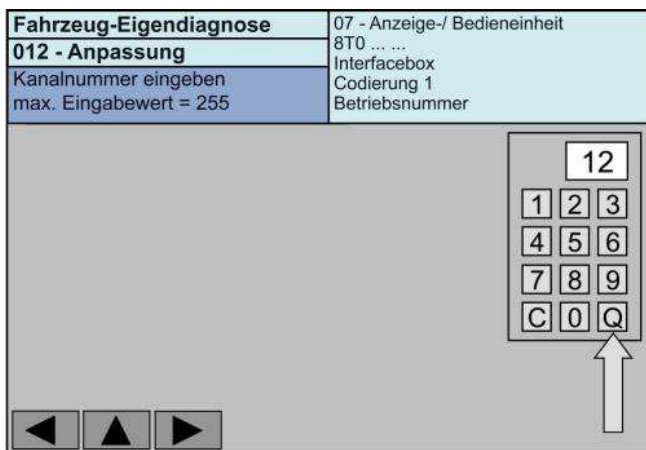 Fahrzeug-Eigendiagnose
012 - Anpassung
Kanalnummer eingeben
max. Eingabewert = 255
07 - Anzeige-/ Bedieneinheit
8T0 ... ...
Interfacebox
Codierung 1
Betriebsnummer
12
1 2 3
4 5 6
7 8 9
C 0 Q